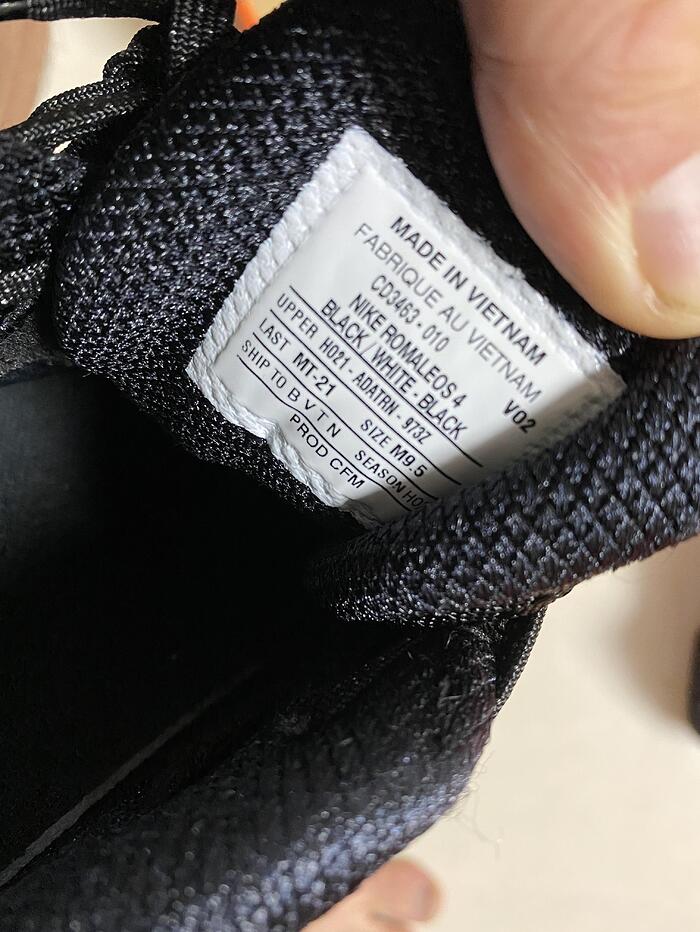 MADE IN VIETNAM
FABRIQUE AU VIETNAM
CD3463-010 V02
NIKE ROMALEOS 4
BLACK/WHITE-BLACK
UPPER H021-ADATRN-973Z
LAST MT-21 SIZE M9.5
SHIP TO B V T N SEASON
PROD CFM